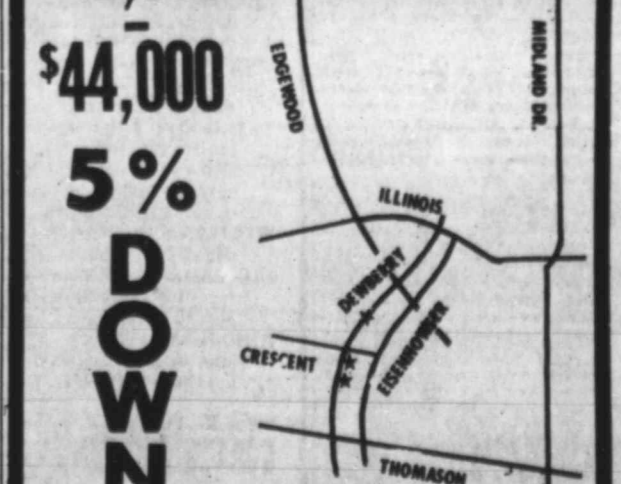 $44,000
5%
D
O
W
N
EDGEWOOD
MIDLAND DR.
ILLINOIS
DEWBERRY
EISENHOWER
CRESCENT
THOMASON